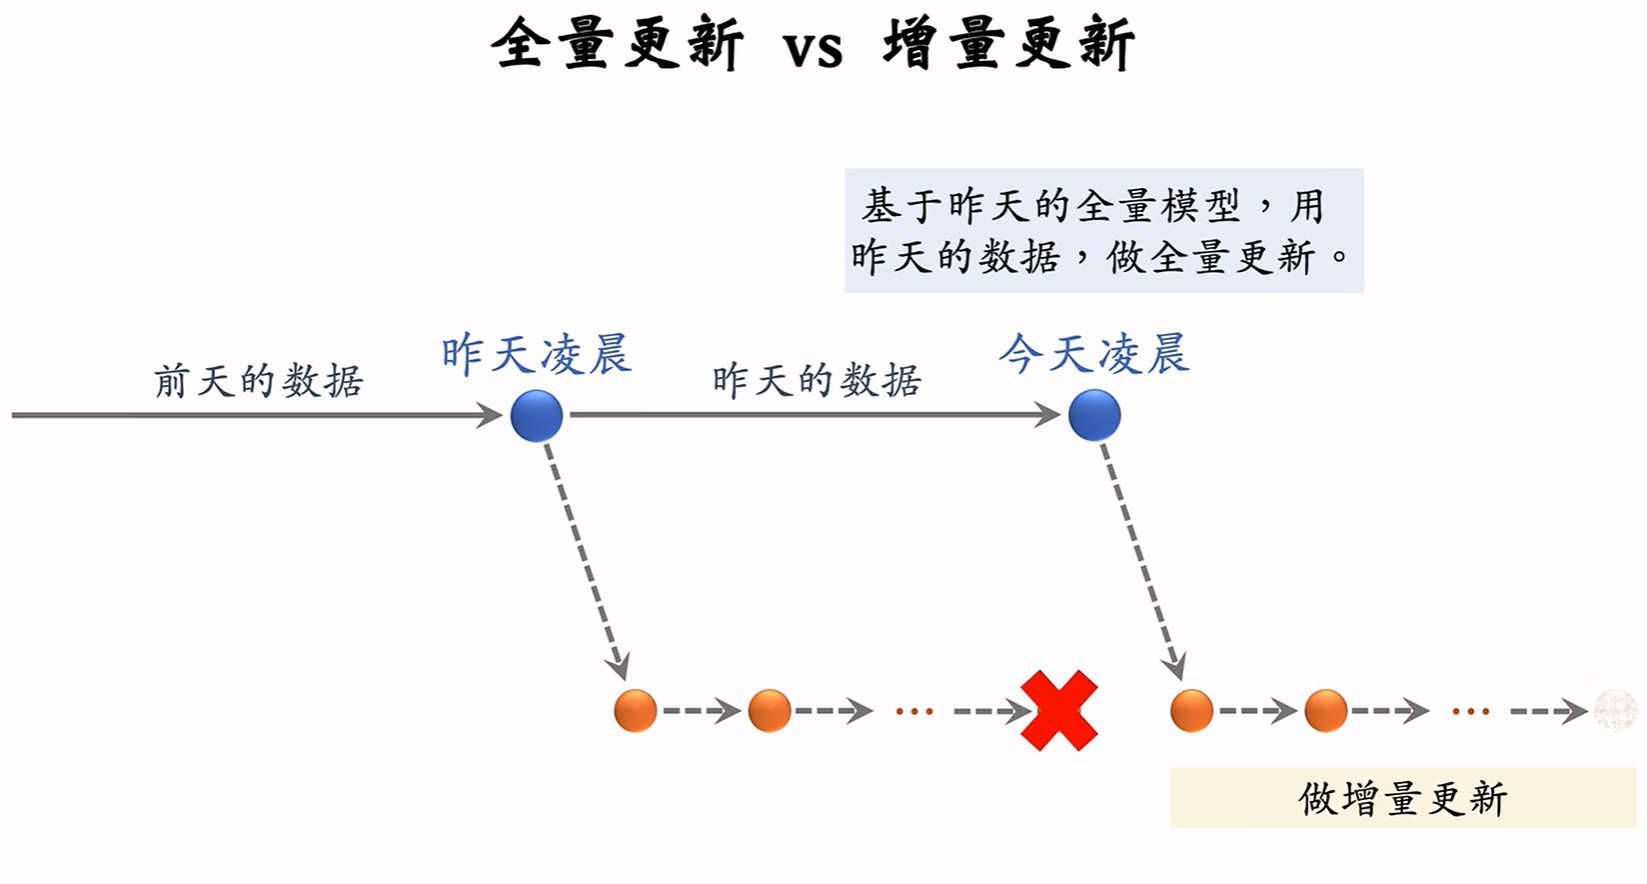 全量更新 vs 增量更新
基于昨天的全量模型，用
昨天的数据，做全量更新。
昨天凌晨
今天凌晨
前天的数据
昨天的数据
...
...
做增量更新